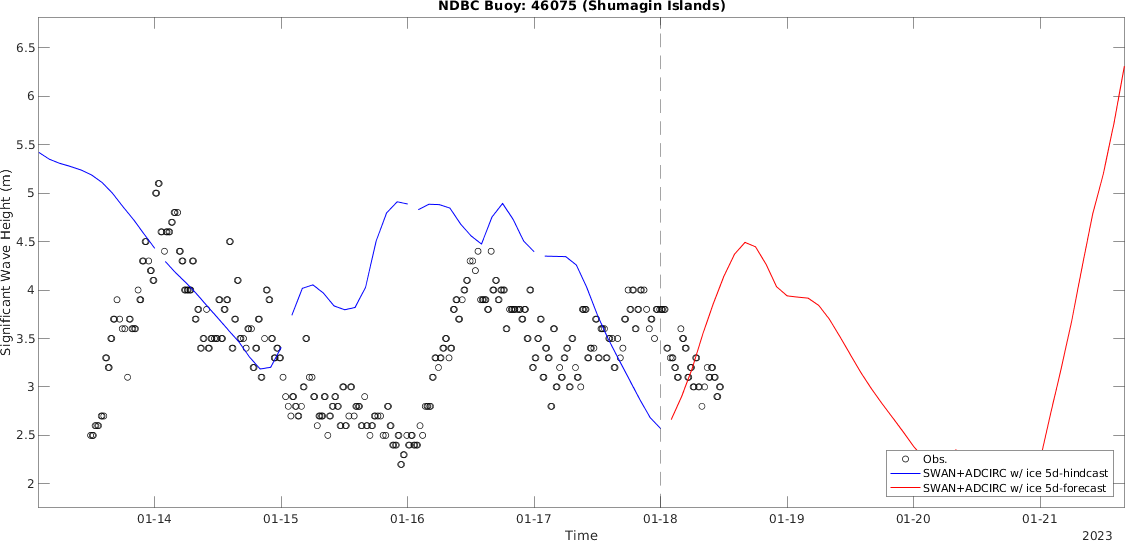 NDBC Buoy: 46075 (Shumagin Islands)
6.5
6
5.5
5
4.5
4
3.5
3
2.5
2
Significant Wave Height (m)
Obs.
SWAN+ADCIRC w/ ice 5d-hindcast
SWAN+ADCIRC w/ ice 5d-forecast
01-14 01-15 01-16 01-17 01-18 01-19 01-20 01-21
Time
2023